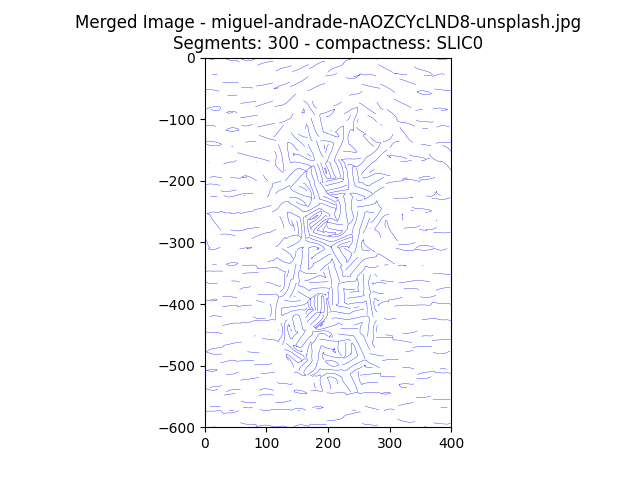 Merged Image - miguel-andrade-nAOZCYcLND8-unsplash.jpg
Segments: 300 - compactness: SLIC0
0
−100
−200
−300
−400
−500
−600
0 100 200 300 400